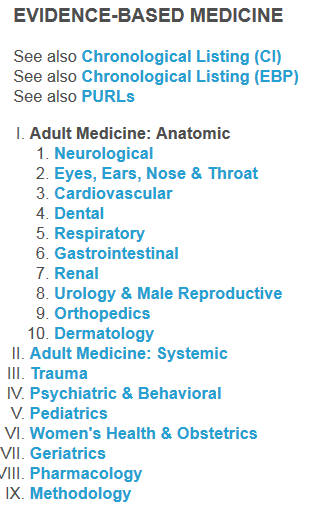 EVIDENCE-BASED MEDICINE
See also Chronological Listing (CI)
See also Chronological Listing (EBP)
See also PURLs
I. Adult Medicine: Anatomic
1. Neurological
2. Eyes, Ears, Nose & Throat
3. Cardiovascular
4. Dental
5. Respiratory
6. Gastrointestinal
7. Renal
8. Urology & Male Reproductive
9. Orthopedics
10. Dermatology
II. Adult Medicine: Systemic
III. Trauma
IV. Psychiatric & Behavioral
V. Pediatrics
VI. Women's Health & Obstetrics
VII. Geriatrics
VIII. Pharmacology
IX. Methodology